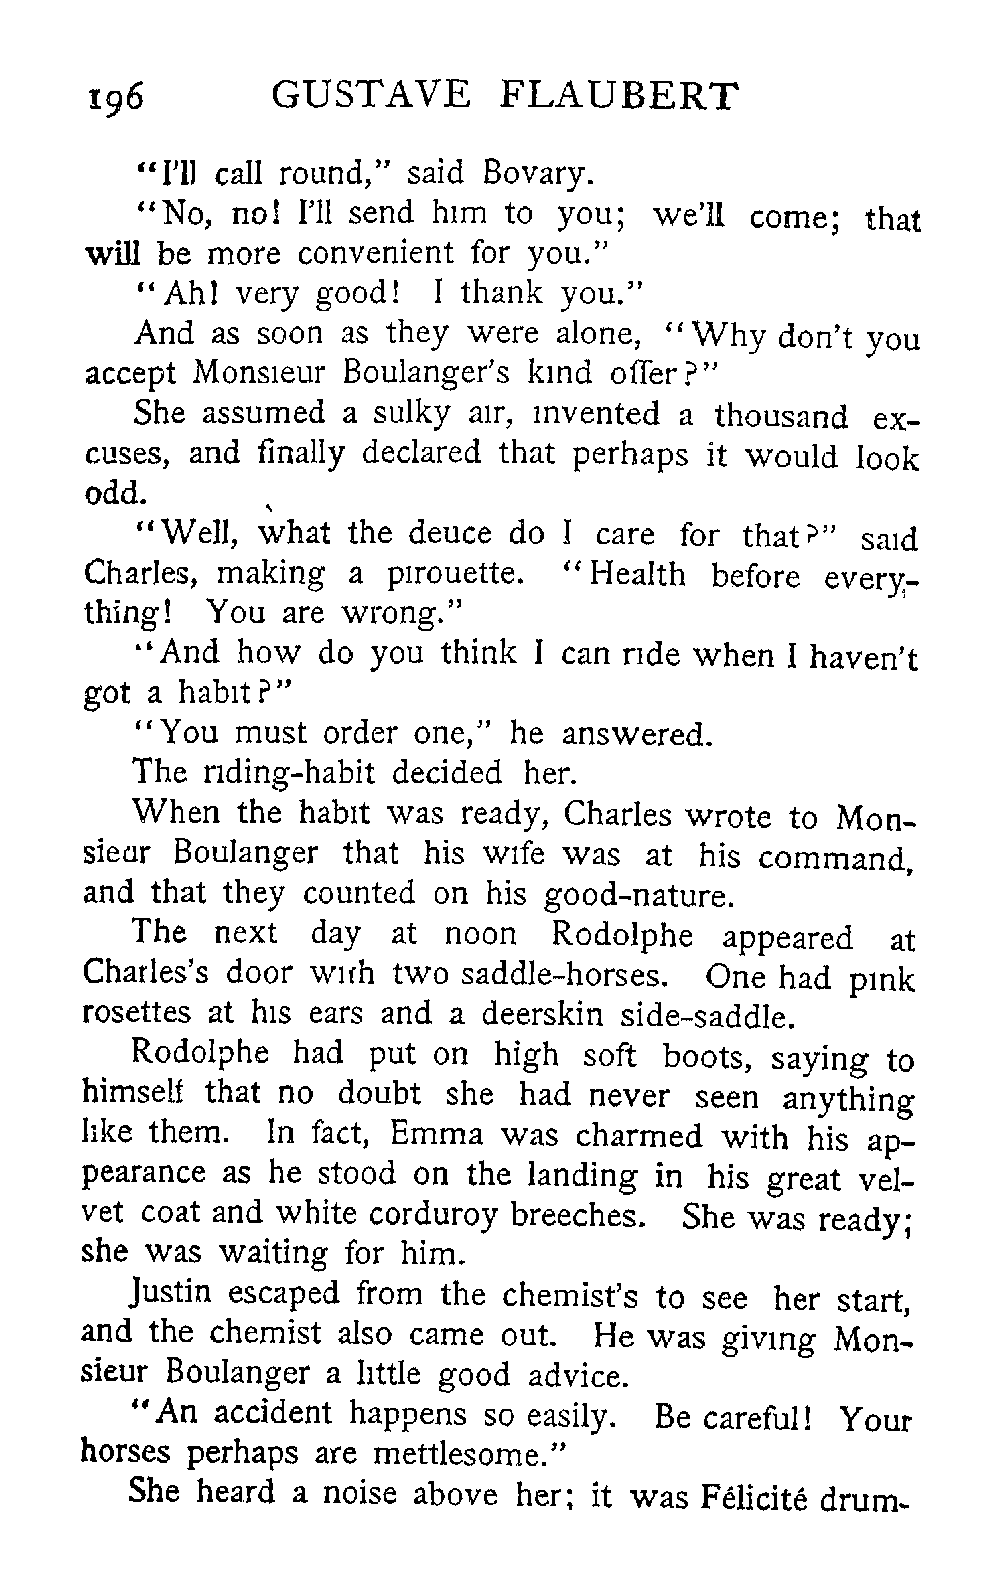 196 GUSTAVE FLAUBERT
"I'll call round," said Bovary.
"No, no! I'll send him to you; we'll come; that
will be more convenient for you."
"Ah! very good! I thank you."
And as soon as they were alone, "Why don't you
accept Monsieur Boulanger's kind offer?"
She assumed a sulky air, invented a thousand ex-
cuses, and finally declared that perhaps it would look
odd.
"Well, what the deuce do I care for that?" said
Charles, making a pirouette. "Health before every-
thing! You are wrong."
"And how do you think I can ride when I haven't
got a habit?"
"You must order one," he answered.
The riding-habit decided her.
When the habit was ready, Charles wrote to Mon-
sieur Boulanger that his wife was at his command,
and that they counted on his good-nature.
The next day at noon Rodolphe appeared at
Charles's door with two saddle-horses. One had pink
rosettes at his ears and a deerskin side-saddle.
Rodolphe had put on high soft boots, saying to
himself that no doubt she had never seen anything
like them. In fact, Emma was charmed with his ap-
pearance as he stood on the landing in his great vel-
vet coat and white corduroy breeches. She was ready;
she was waiting for him.
Justin escaped from the chemist's to see her start,
and the chemist also came out. He was giving Mon-
sieur Boulanger a little good advice.
"An accident happens so easily. Be careful! Your
horses perhaps are mettlesome."
She heard a noise above her; it was Félicité drum-